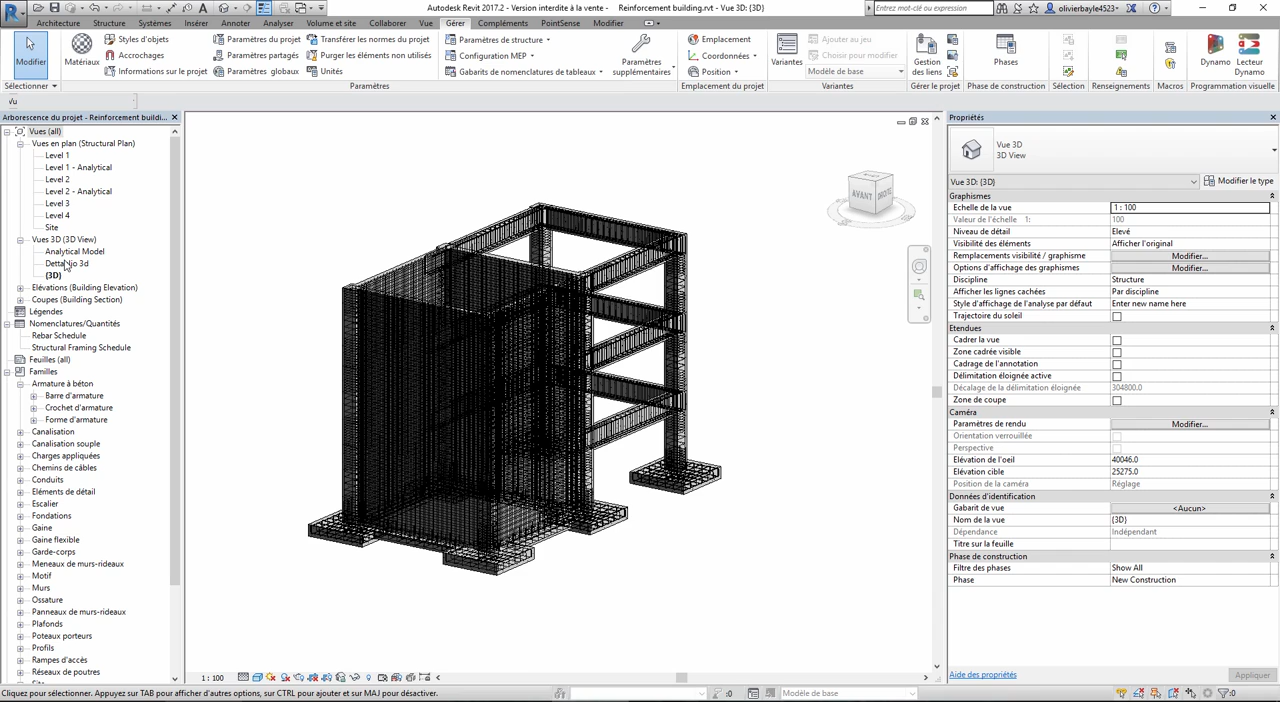 Autodesk Revit 2017.2 - Version interdite à la vente - Reinforcement building.rvt - Vue 3D: {3D}
Entrez mot-clé ou expression
olivierbayle4523
Architecture Structure Systèmes Insérer Annoter Analyser Volume et site Collaborer Vue Gérer Compléments PointSense Modifier
Modifier
Matériaux
Styles d'objets
Accrochages
Informations sur le projet
Paramètres du projet
Paramètres partagés
Paramètres globaux
Transférer les normes du projet
Purger les éléments non utilisés
Unités
Paramètres de structure
Configuration MEP
Gabarits de nomenclatures de tableaux
Paramètres
supplémentaires
Emplacement
Coordonnées
Position
Variantes
Ajouter au jeu
Choisir pour modifier
Modèle de base
Gestion
des liens
Phases
Dynamo
Lecteur
Dynamo
Sélectionner Paramètres Emplacement du projet Variantes Gérer le projet Phase de construction Sélection Renseignements Macros Programmation visuelle
Vu
Arborescence du projet - Reinforcement buildi...
Vues (all)
Vues en plan (Structural Plan)
Level 1
Level 1 - Analytical
Level 2
Level 2 - Analytical
Level 3
Level 4
Site
Vues 3D (3D View)
Analytical Model
Dettaglio 3d
{3D}
Elévations (Building Elevation)
Coupes (Building Section)
Légendes
Nomenclatures/Quantités
Rebar Schedule
Structural Framing Schedule
Feuilles (all)
Familles
Armature à béton
Barre d'armature
Crochet d'armature
Forme d'armature
Canalisation
Canalisation souple
Charges appliquées
Chemins de câbles
Conduits
Eléments de détail
Escalier
Fondations
Gaine
Gaine flexible
Garde-corps
Meneaux de murs-rideaux
Motif
Murs
Ossature
Panneaux de murs-rideaux
Plafonds
Poteaux porteurs
Profils
Rampes d'accès
Réseaux de poutres
AVANT
DROITE
Propriétés
Vue 3D
3D View
Vue 3D: {3D}
Modifier le type
Graphismes
Echelle de la vue 1 : 100
Valeur de l'échelle 1: 100
Niveau de détail Elevé
Visibilité des éléments Afficher l'original
Remplacements visibilité / graphisme Modifier...
Options d'affichage des graphismes Modifier...
Discipline Structure
Afficher les lignes cachées Par discipline
Style d'affichage de l'analyse par défaut Enter new name here
Trajectoire du soleil
Etendues
Cadrer la vue
Zone cadrée visible
Cadrage de l'annotation
Délimitation éloignée active
Décalage de la délimitation éloignée 304800.0
Zone de coupe
Caméra
Paramètres de rendu Modifier...
Orientation verrouillée
Perspective
Elévation de l'oeil 40046.0
Elévation cible 25275.0
Position de la caméra Réglage
Données d'identification
Gabarit de vue <Aucun>
Nom de la vue {3D}
Dépendance Indépendant
Titre sur la feuille
Phase de construction
Filtre des phases Show All
Phase New Construction
Aide des propriétés
Appliquer
1 : 100
Cliquez pour sélectionner. Appuyez sur TAB pour afficher d'autres options, sur CTRL pour ajouter et sur MAJ pour désactiver.
:0
Modèle de base
:0